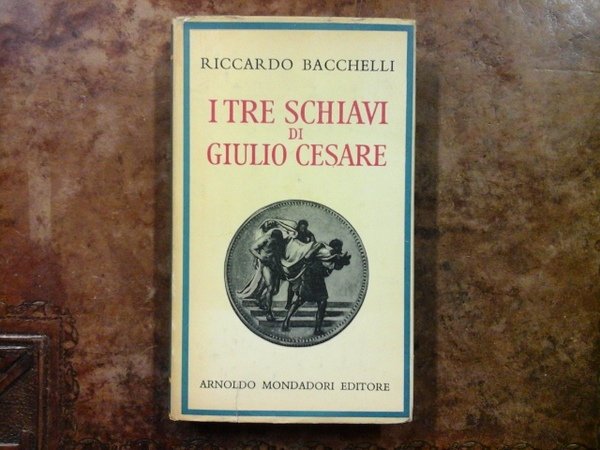 RICCARDO BACCHELLI
I TRE SCHIAVI
DI
GIULIO CESARE
ARNOLDO MONDADORI EDITORE